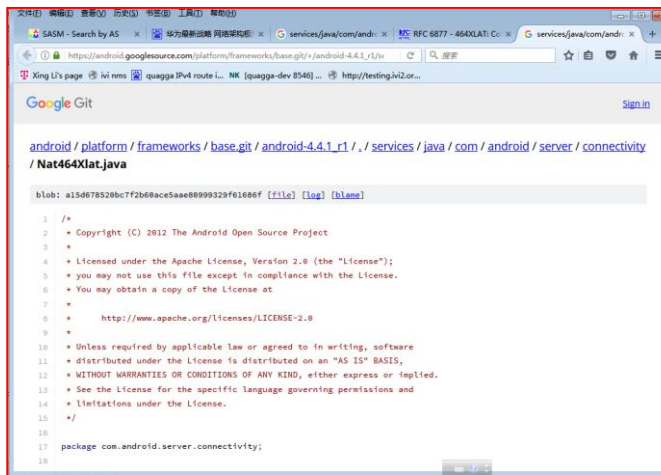 文件(F) 编辑(E) 查看(V) 历史(S) 书签(B) 工具(T) 帮助(H)
SASM - Search by AS × 华为最新战略 网络架构极 × services/java/com/andr × RFC 6877 - 464XLAT: Co × services/java/com/andr × +
https://android.googlesource.com/platform/frameworks/base.git/+/android-4.4.1_r1/se 搜索
Xing Li's page ivi nms quagga IPv4 route i... NK [quagga-dev 8546] ... http://testing.ivi2.or...
Google Git Sign in
android / platform / frameworks / base.git / android-4.4.1_r1 / . / services / java / com / android / server / connectivity
/ Nat464Xlat.java
blob: a15d678520bc7f2b60ace5aae80999329f61686f [file] [log] [blame]
1 /*
2 * Copyright (C) 2012 The Android Open Source Project
3 *
4 * Licensed under the Apache License, Version 2.0 (the "License");
5 * you may not use this file except in compliance with the License.
6 * You may obtain a copy of the License at
7 *
8 * http://www.apache.org/licenses/LICENSE-2.0
9 *
10 * Unless required by applicable law or agreed to in writing, software
11 * distributed under the License is distributed on an "AS IS" BASIS,
12 * WITHOUT WARRANTIES OR CONDITIONS OF ANY KIND, either express or implied.
13 * See the License for the specific language governing permissions and
14 * limitations under the License.
15 */
16
17 package com.android.server.connectivity;
18